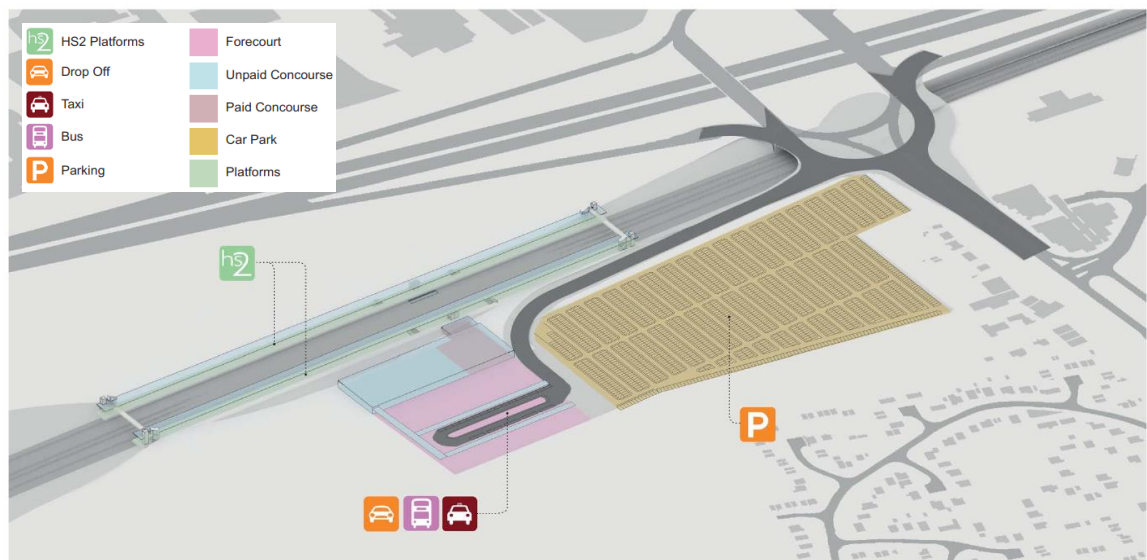 hs2 HS2 Platforms
Drop Off
Taxi
Bus
P Parking
Forecourt
Unpaid Concourse
Paid Concourse
Car Park
Platforms
hs2
P